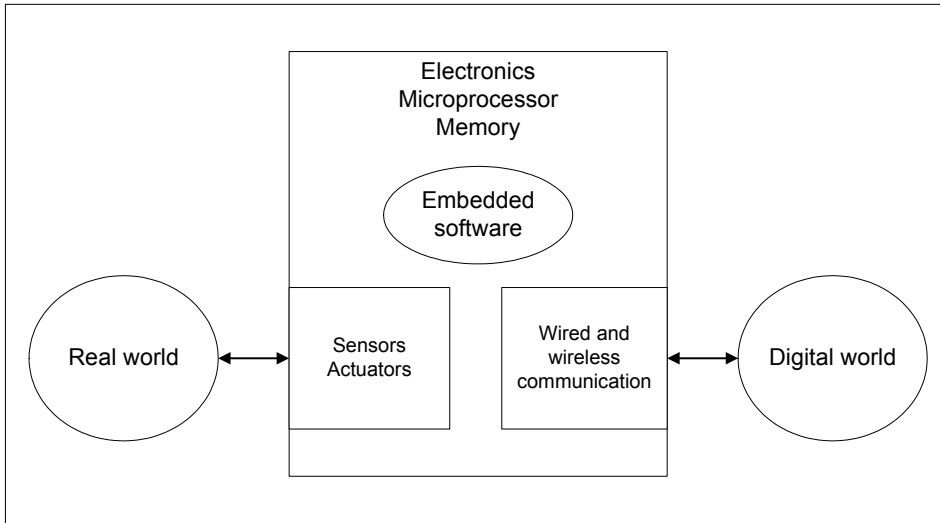 Electronics
Microprocessor
Memory
Embedded
software
Real world
Sensors
Actuators
Wired and
wireless
communication
Digital world